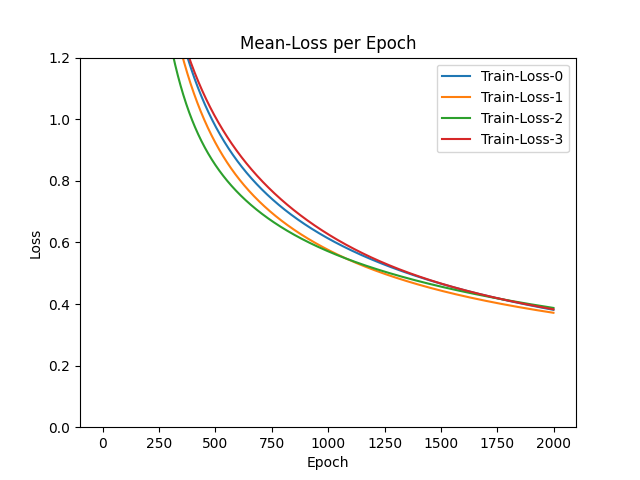 Mean-Loss per Epoch
1.2
1.0
0.8
0.6
0.4
0.2
0.0
Loss
Train-Loss-0
Train-Loss-1
Train-Loss-2
Train-Loss-3
0 250 500 750 1000 1250 1500 1750 2000
Epoch